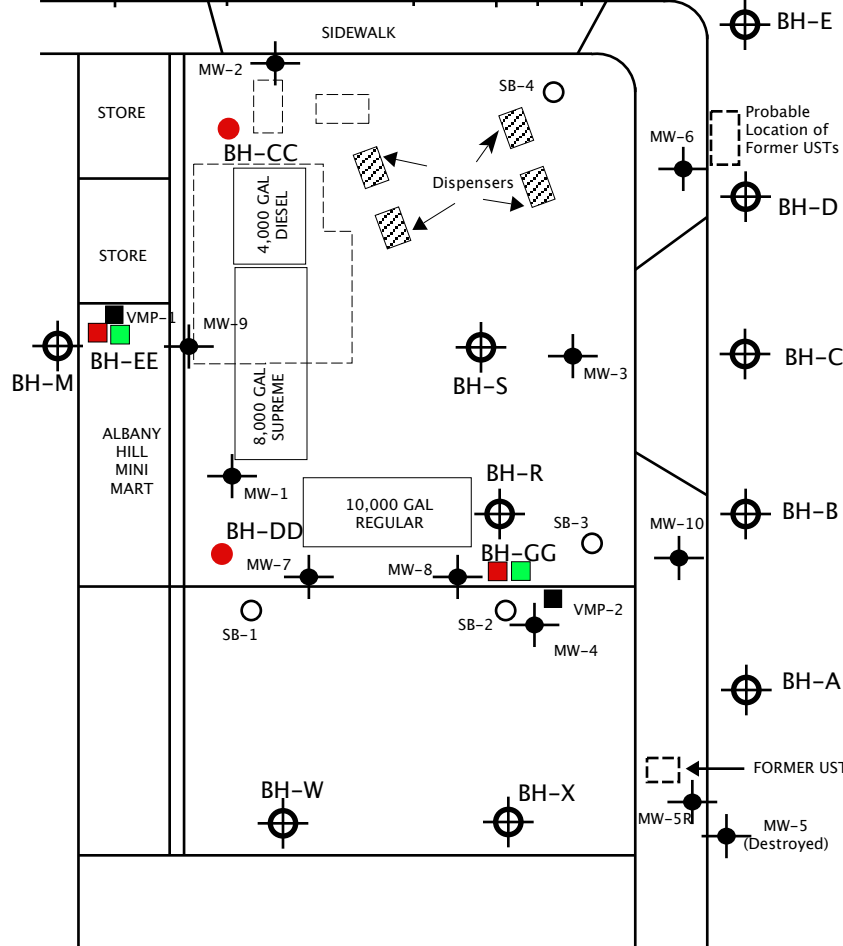 BH-E
SIDEWALK
MW-2
SB-4
STORE
Probable
Location of
Former USTs
MW-6
BH-CC
Dispensers
4,000 GAL
DIESEL
BH-D
STORE
VMP-1
MW-9
BH-EE
BH-M
BH-S
MW-3
BH-C
8,000 GAL
SUPREME
ALBANY
HILL
MINI
MART
MW-1
BH-R
10,000 GAL
REGULAR
BH-B
BH-DD
SB-3
MW-10
BH-GG
MW-7
MW-8
SB-1
SB-2
VMP-2
MW-4
BH-A
FORMER UST
BH-W
BH-X
MW-5R
MW-5
(Destroyed)